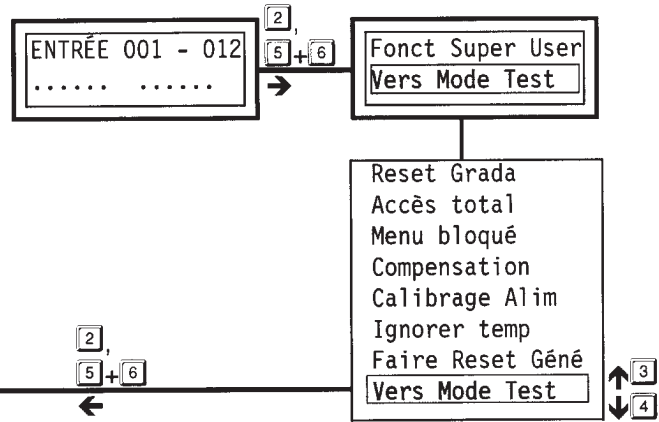 2,
5+6
ENTRÉE 001 - 012
...... ......
Fonct Super User
Vers Mode Test
Reset Grada
Accès total
Menu bloqué
Compensation
Calibrage Alim
Ignorer temp
Faire Reset Géné
Vers Mode Test
3
4
2,
5+6